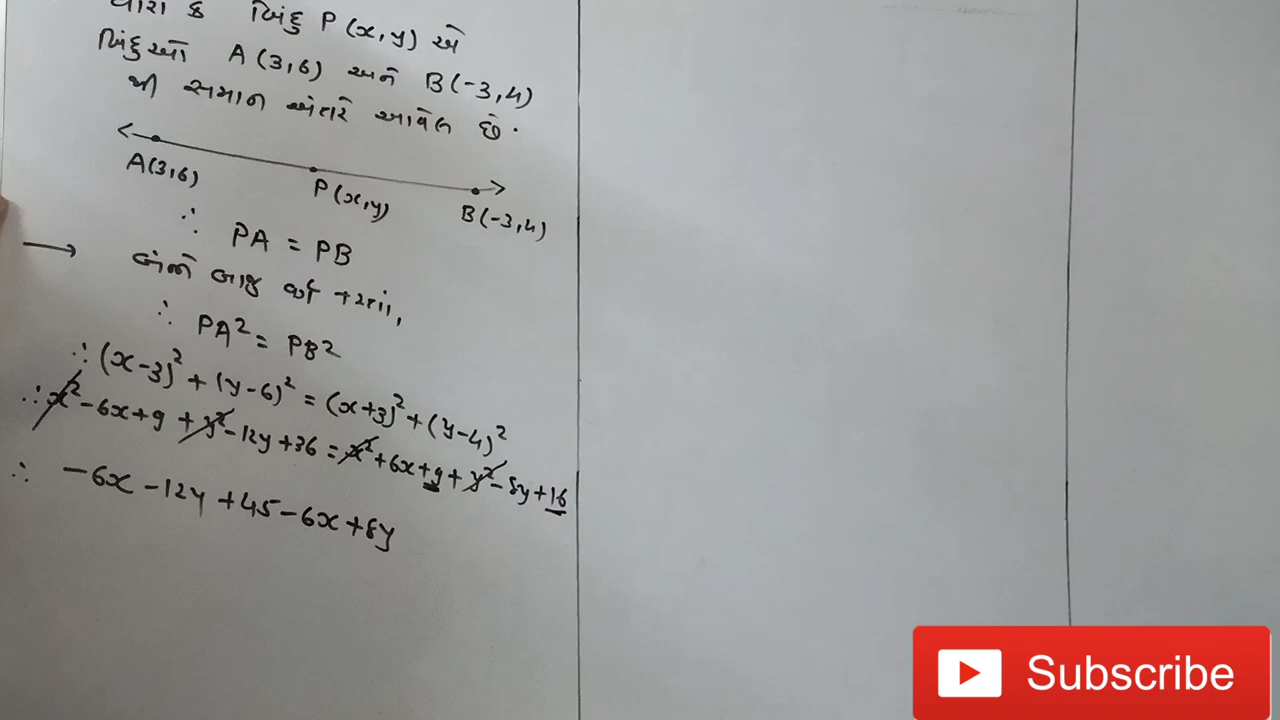 ધારો કે બિંદુ P (x, y) એ
બિંદુઓ A (3, 6) અને B (-3, 4)
થી સમાન અંતરે આવેલ છે.
A (3, 6) P (x, y) B (-3, 4)
∴ PA = PB
→ બંને બાજુ વર્ગ કરતાં,
∴ PA² = PB²
∴ (x-3)² + (y-6)² = (x+3)² + (y-4)²
∴ x² - 6x + 9 + y² - 12y + 36 = x² + 6x + 9 + y² - 8y + 16
∴ -6x - 12y + 45 - 6x + 8y
Subscribe